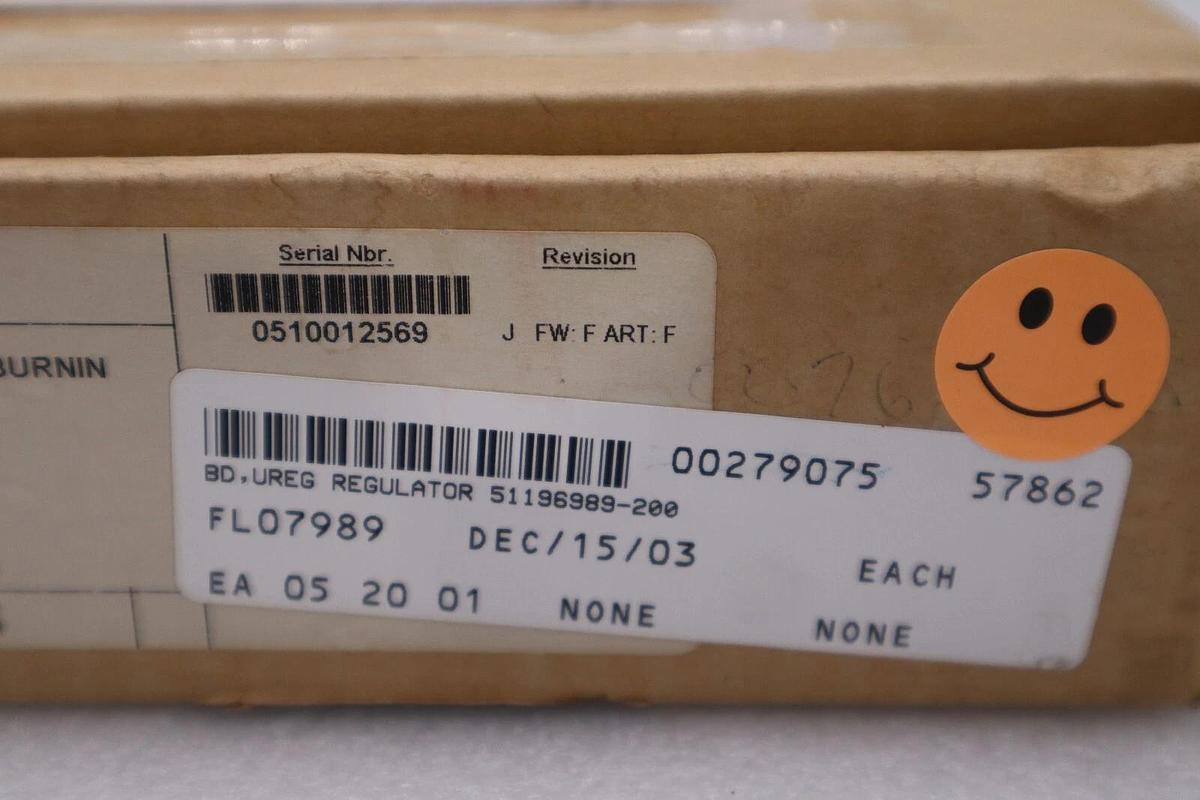 Serial Nbr. Revision
0510012569 J FW: F ART: F
BURNIN
00279075 57862
BD,UREG REGULATOR 51196989-200
FL07989 DEC/15/03 EACH
EA 05 20 01 NONE NONE